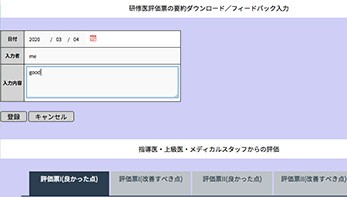 研修医評価票の要約ダウンロード／フィードバック入力
日付 2020 / 03 / 04
入力者 me
入力内容 good
登録 キャンセル
指導医・上級医・メディカルスタッフからの評価
評価票I(良かった点) 評価票I(改善すべき点) 評価票II(良かった点) 評価票II(改善すべき点)